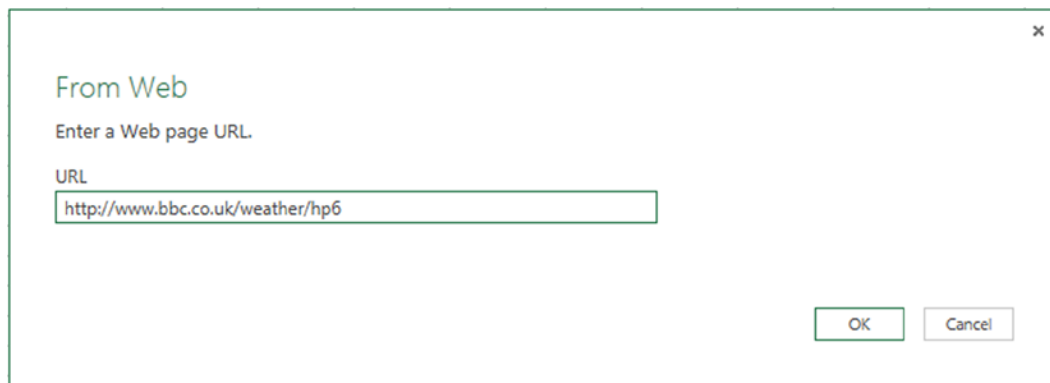 ×
From Web
Enter a Web page URL.
URL
http://www.bbc.co.uk/weather/hp6
OK Cancel